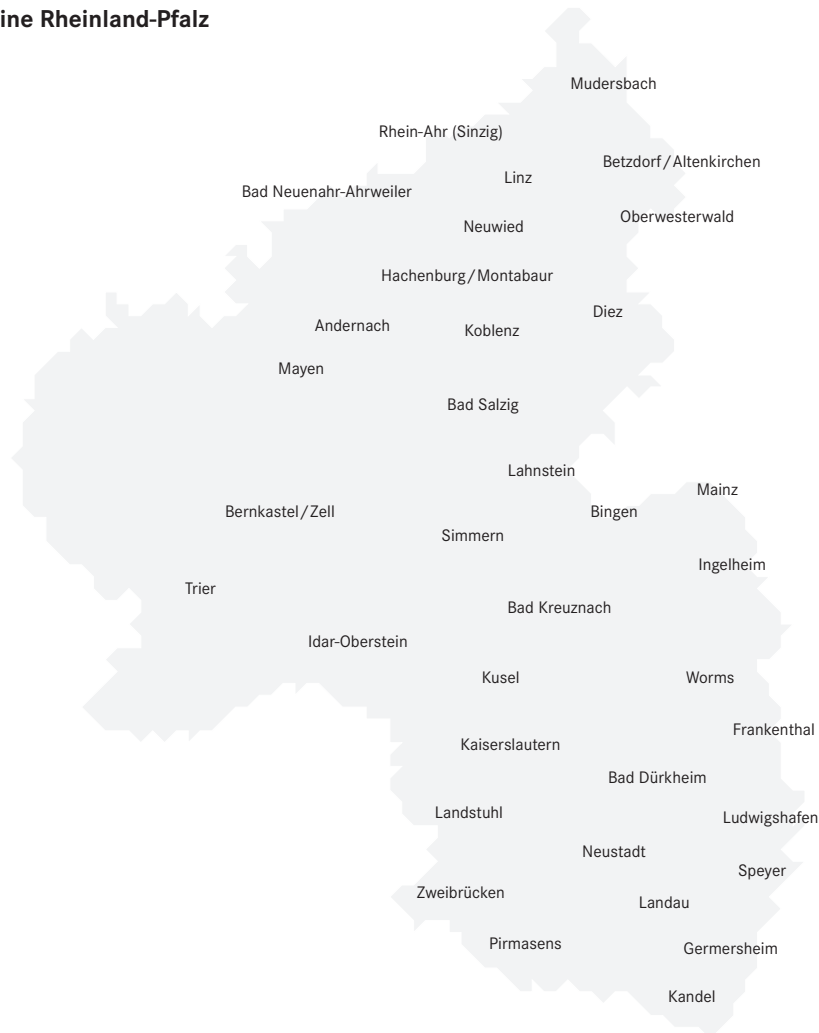 ine Rheinland-Pfalz
Mudersbach
Rhein-Ahr (Sinzig)
Betzdorf/Altenkirchen
Linz
Bad Neuenahr-Ahrweiler
Oberwesterwald
Neuwied
Hachenburg/Montabaur
Diez
Andernach
Koblenz
Mayen
Bad Salzig
Lahnstein
Mainz
Bernkastel/Zell
Bingen
Simmern
Ingelheim
Trier
Bad Kreuznach
Idar-Oberstein
Kusel
Worms
Frankenthal
Kaiserslautern
Bad Dürkheim
Landstuhl
Ludwigshafen
Neustadt
Speyer
Zweibrücken
Landau
Pirmasens
Germersheim
Kandel